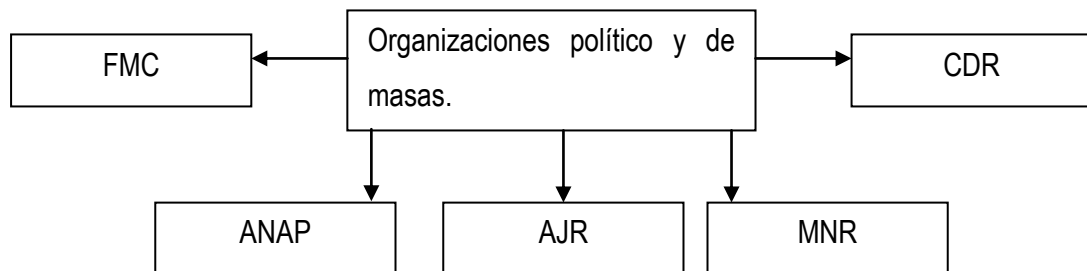 Organizaciones político y de
masas.
FMC
CDR
ANAP
AJR
MNR